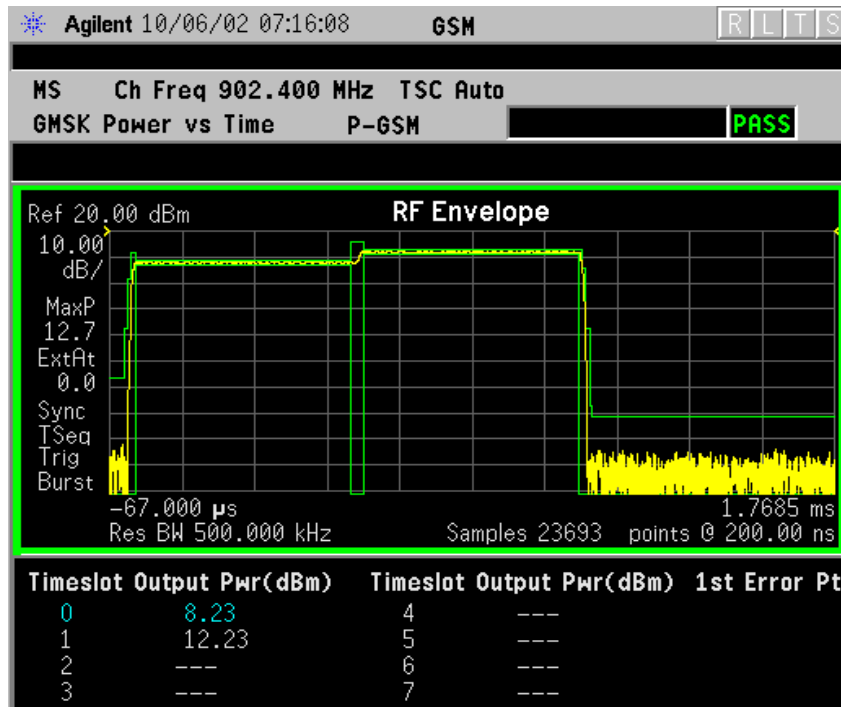 Agilent 10/06/02 07:16:08 GSM R L T S
MS Ch Freq 902.400 MHz TSC Auto
GMSK Power vs Time P-GSM PASS
Ref 20.00 dBm RF Envelope
10.00
dB/
MaxP
12.7
ExtAt
0.0
Sync
TSeq
Trig
Burst
-67.000 μs 1.7685 ms
Res BW 500.000 kHz Samples 23693 points @ 200.00 ns
Timeslot Output Pwr(dBm) Timeslot Output Pwr(dBm) 1st Error Pt
0 8.23 4 ---
1 12.23 5 ---
2 --- 6 ---
3 --- 7 ---